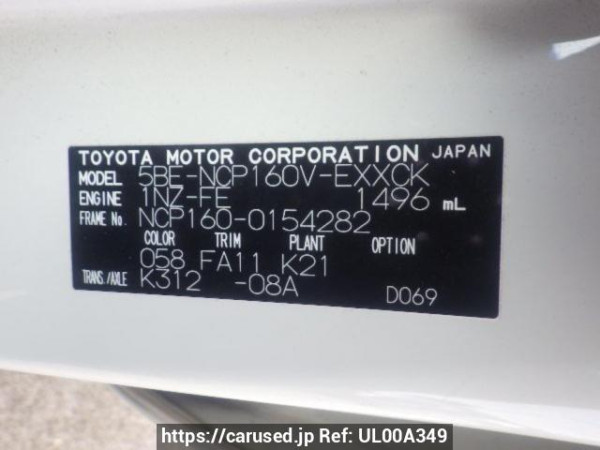 TOYOTA MOTOR CORPORATION JAPAN
MODEL 5BE-NCP160V-EXXCK
ENGINE 1NZ-FE 1496 mL
FRAME No. NCP160-0154282
COLOR TRIM PLANT OPTION
058 FA11 K21
TRANS./AXLE K312 -08A
D069
https://carused.jp Ref: UL00A349